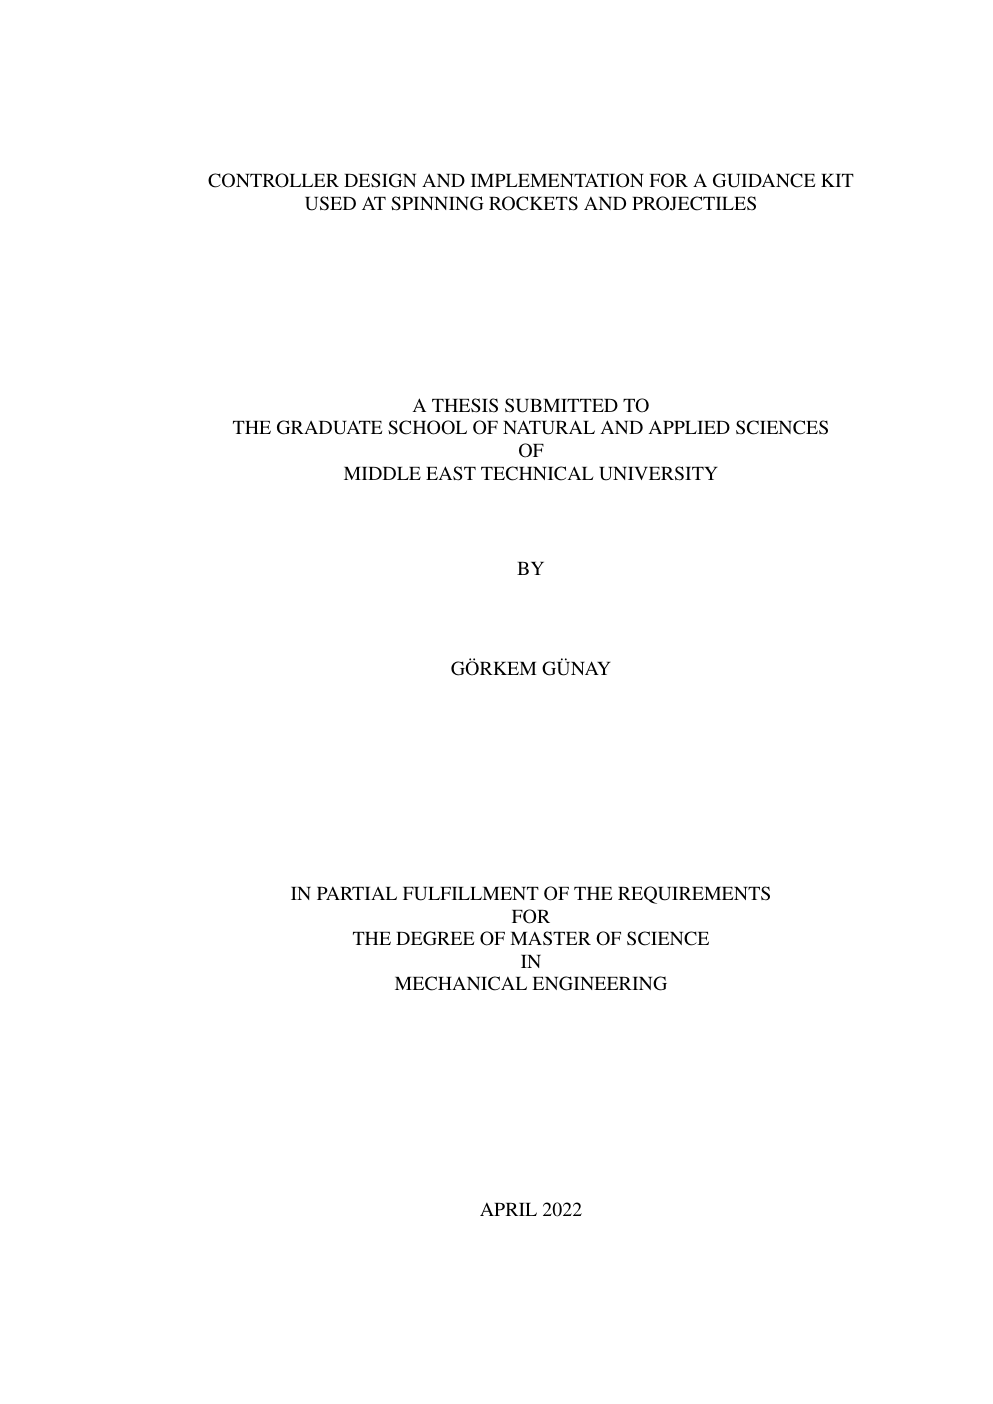 CONTROLLER DESIGN AND IMPLEMENTATION FOR A GUIDANCE KIT
USED AT SPINNING ROCKETS AND PROJECTILES
A THESIS SUBMITTED TO
THE GRADUATE SCHOOL OF NATURAL AND APPLIED SCIENCES
OF
MIDDLE EAST TECHNICAL UNIVERSITY
BY
GÖRKEM GÜNAY
IN PARTIAL FULFILLMENT OF THE REQUIREMENTS
FOR
THE DEGREE OF MASTER OF SCIENCE
IN
MECHANICAL ENGINEERING
APRIL 2022